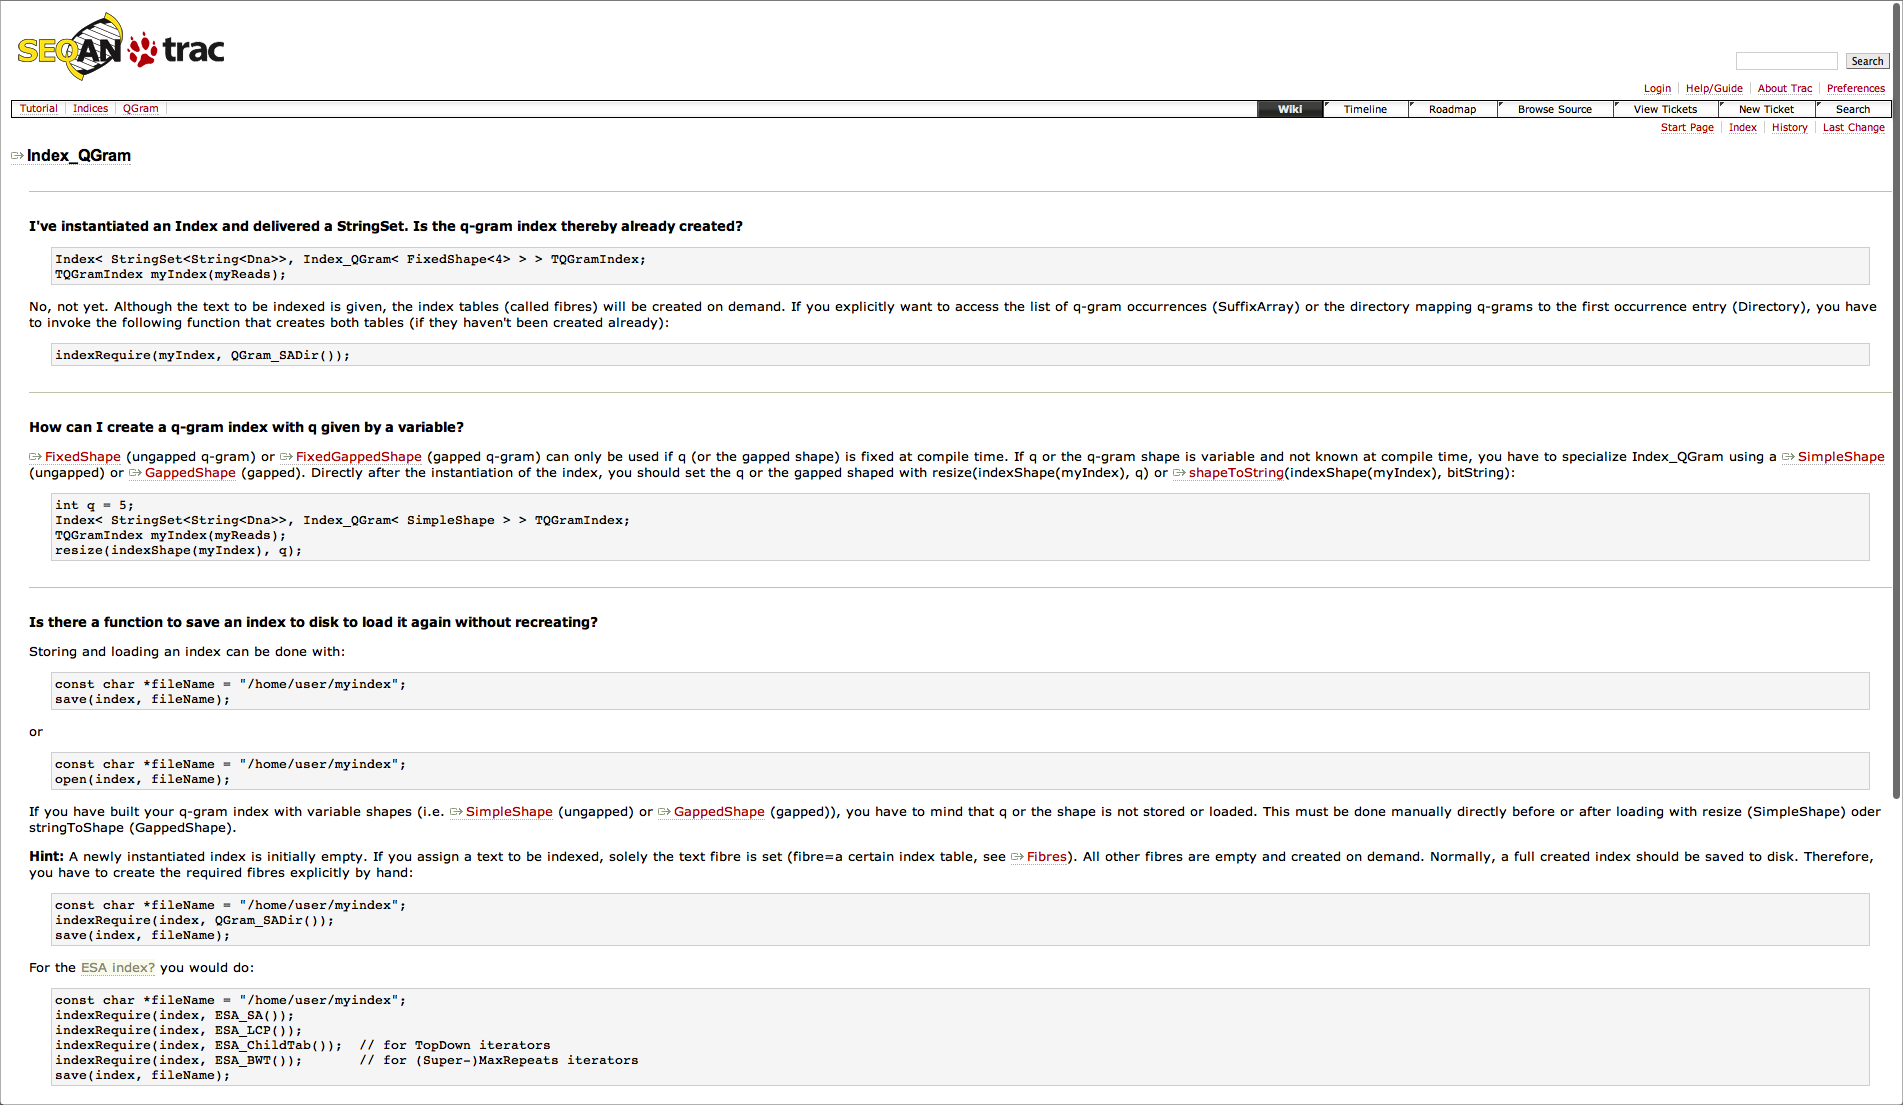 SEQAN trac
Search
Login Help/Guide About Trac Preferences
Tutorial Indices QGram Wiki Timeline Roadmap Browse Source View Tickets New Ticket Search
Start Page Index History Last Change
Index_QGram
I've instantiated an Index and delivered a StringSet. Is the q-gram index thereby already created?
Index< StringSet<String<Dna>>, Index_QGram< FixedShape<4> > > TQGramIndex;
TQGramIndex myIndex(myReads);
No, not yet. Although the text to be indexed is given, the index tables (called fibres) will be created on demand. If you explicitly want to access the list of q-gram occurrences (SuffixArray) or the directory mapping q-grams to the first occurrence entry (Directory), you have
to invoke the following function that creates both tables (if they haven't been created already):
indexRequire(myIndex, QGram_SADir());
How can I create a q-gram index with q given by a variable?
FixedShape (ungapped q-gram) or FixedGappedShape (gapped q-gram) can only be used if q (or the gapped shape) is fixed at compile time. If q or the q-gram shape is variable and not known at compile time, you have to specialize Index_QGram using a SimpleShape
(ungapped) or GappedShape (gapped). Directly after the instantiation of the index, you should set the q or the gapped shaped with resize(indexShape(myIndex), q) or shapeToString(indexShape(myIndex), bitString):
int q = 5;
Index< StringSet<String<Dna>>, Index_QGram< SimpleShape > > TQGramIndex;
TQGramIndex myIndex(myReads);
resize(indexShape(myIndex), q);
Is there a function to save an index to disk to load it again without recreating?
Storing and loading an index can be done with:
const char *fileName = "/home/user/myindex";
save(index, fileName);
or
const char *fileName = "/home/user/myindex";
open(index, fileName);
If you have built your q-gram index with variable shapes (i.e. SimpleShape (ungapped) or GappedShape (gapped)), you have to mind that q or the shape is not stored or loaded. This must be done manually directly before or after loading with resize (SimpleShape) oder
stringToShape (GappedShape).
Hint: A newly instantiated index is initially empty. If you assign a text to be indexed, solely the text fibre is set (fibre=a certain index table, see Fibres). All other fibres are empty and created on demand. Normally, a full created index should be saved to disk. Therefore,
you have to create the required fibres explicitly by hand:
const char *fileName = "/home/user/myindex";
indexRequire(index, QGram_SADir());
save(index, fileName);
For the ESA index? you would do:
const char *fileName = "/home/user/myindex";
indexRequire(index, ESA_SA());
indexRequire(index, ESA_LCP());
indexRequire(index, ESA_ChildTab());  // for TopDown iterators
indexRequire(index, ESA_BWT());       // for (Super-)MaxRepeats iterators
save(index, fileName);